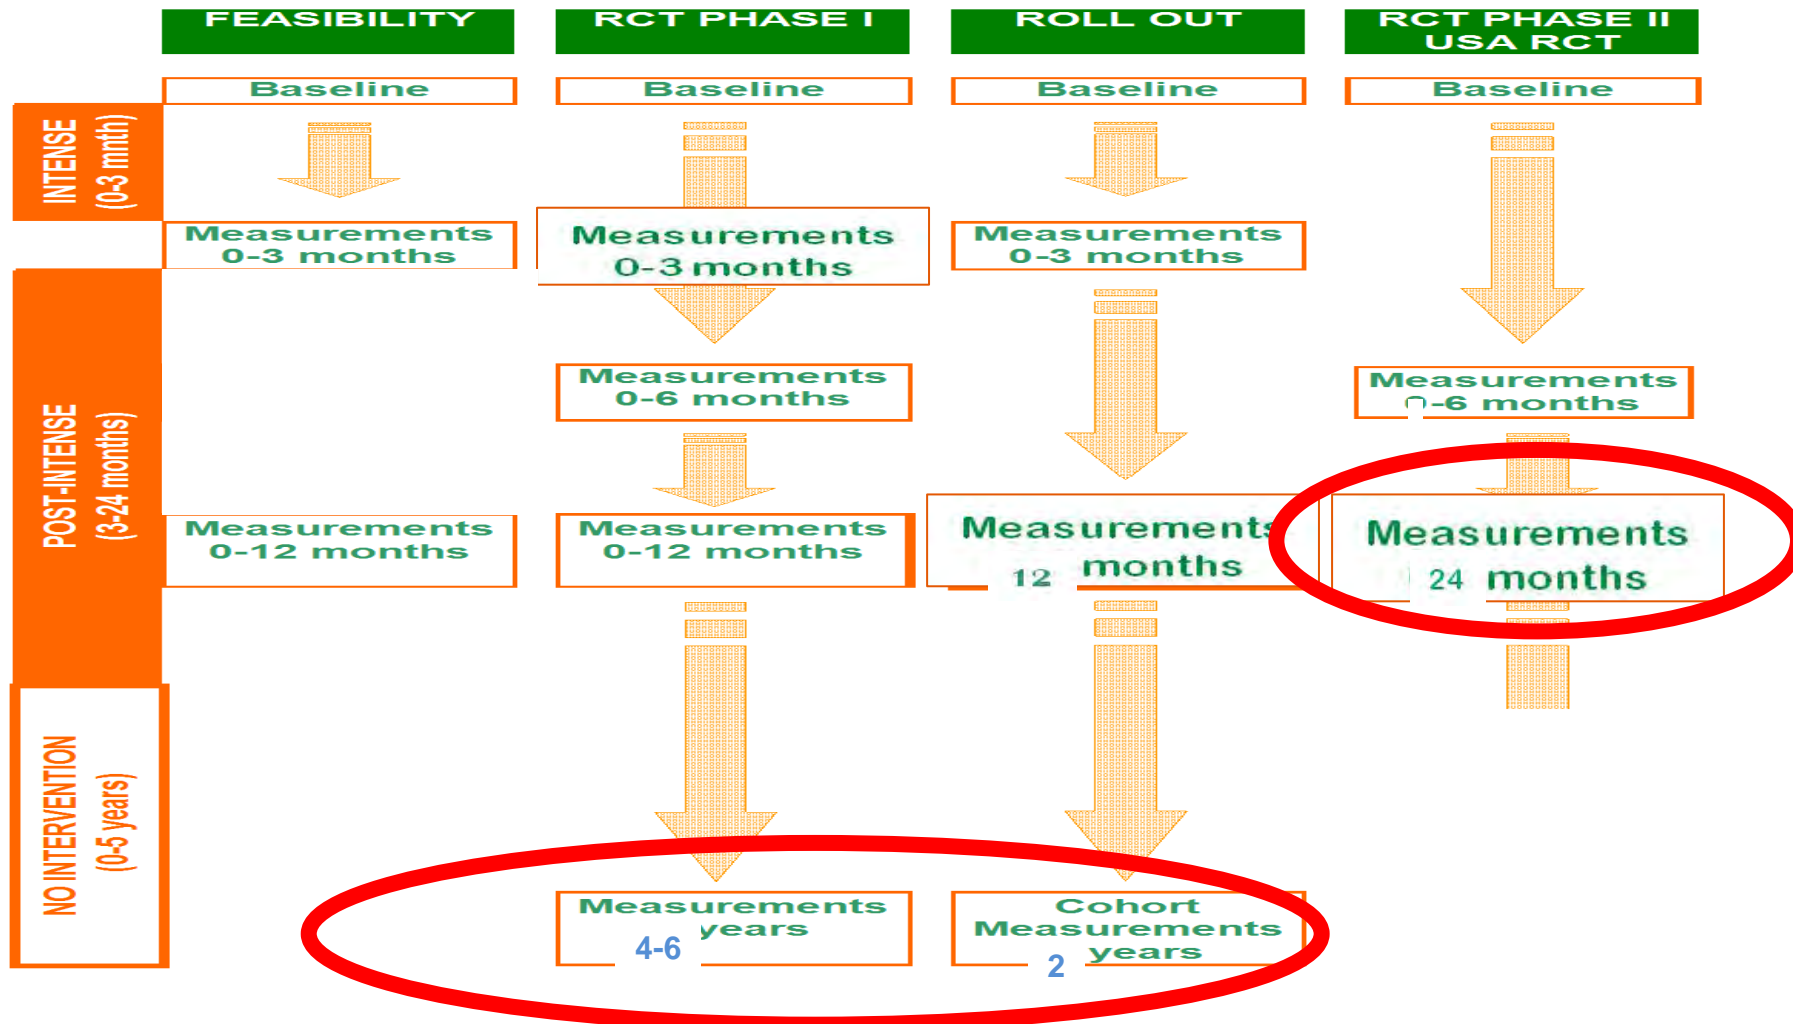 FEASIBILITY
RCT PHASE I
ROLL OUT
RCT PHASE II
USA RCT
Baseline
Baseline
Baseline
Baseline
INTENSE
(0-3 mnth)
Measurements
0-3 months
Measurements
0-3 months
Measurements
0-3 months
POST-INTENSE
(3-24 months)
Measurements
0-6 months
Measurements
0-6 months
Measurements
0-12 months
Measurements
0-12 months
Measurements
12 months
Measurements
24 months
NO INTERVENTION
(0-5 years)
Measurements
4-6 years
Cohort
Measurements
2 years